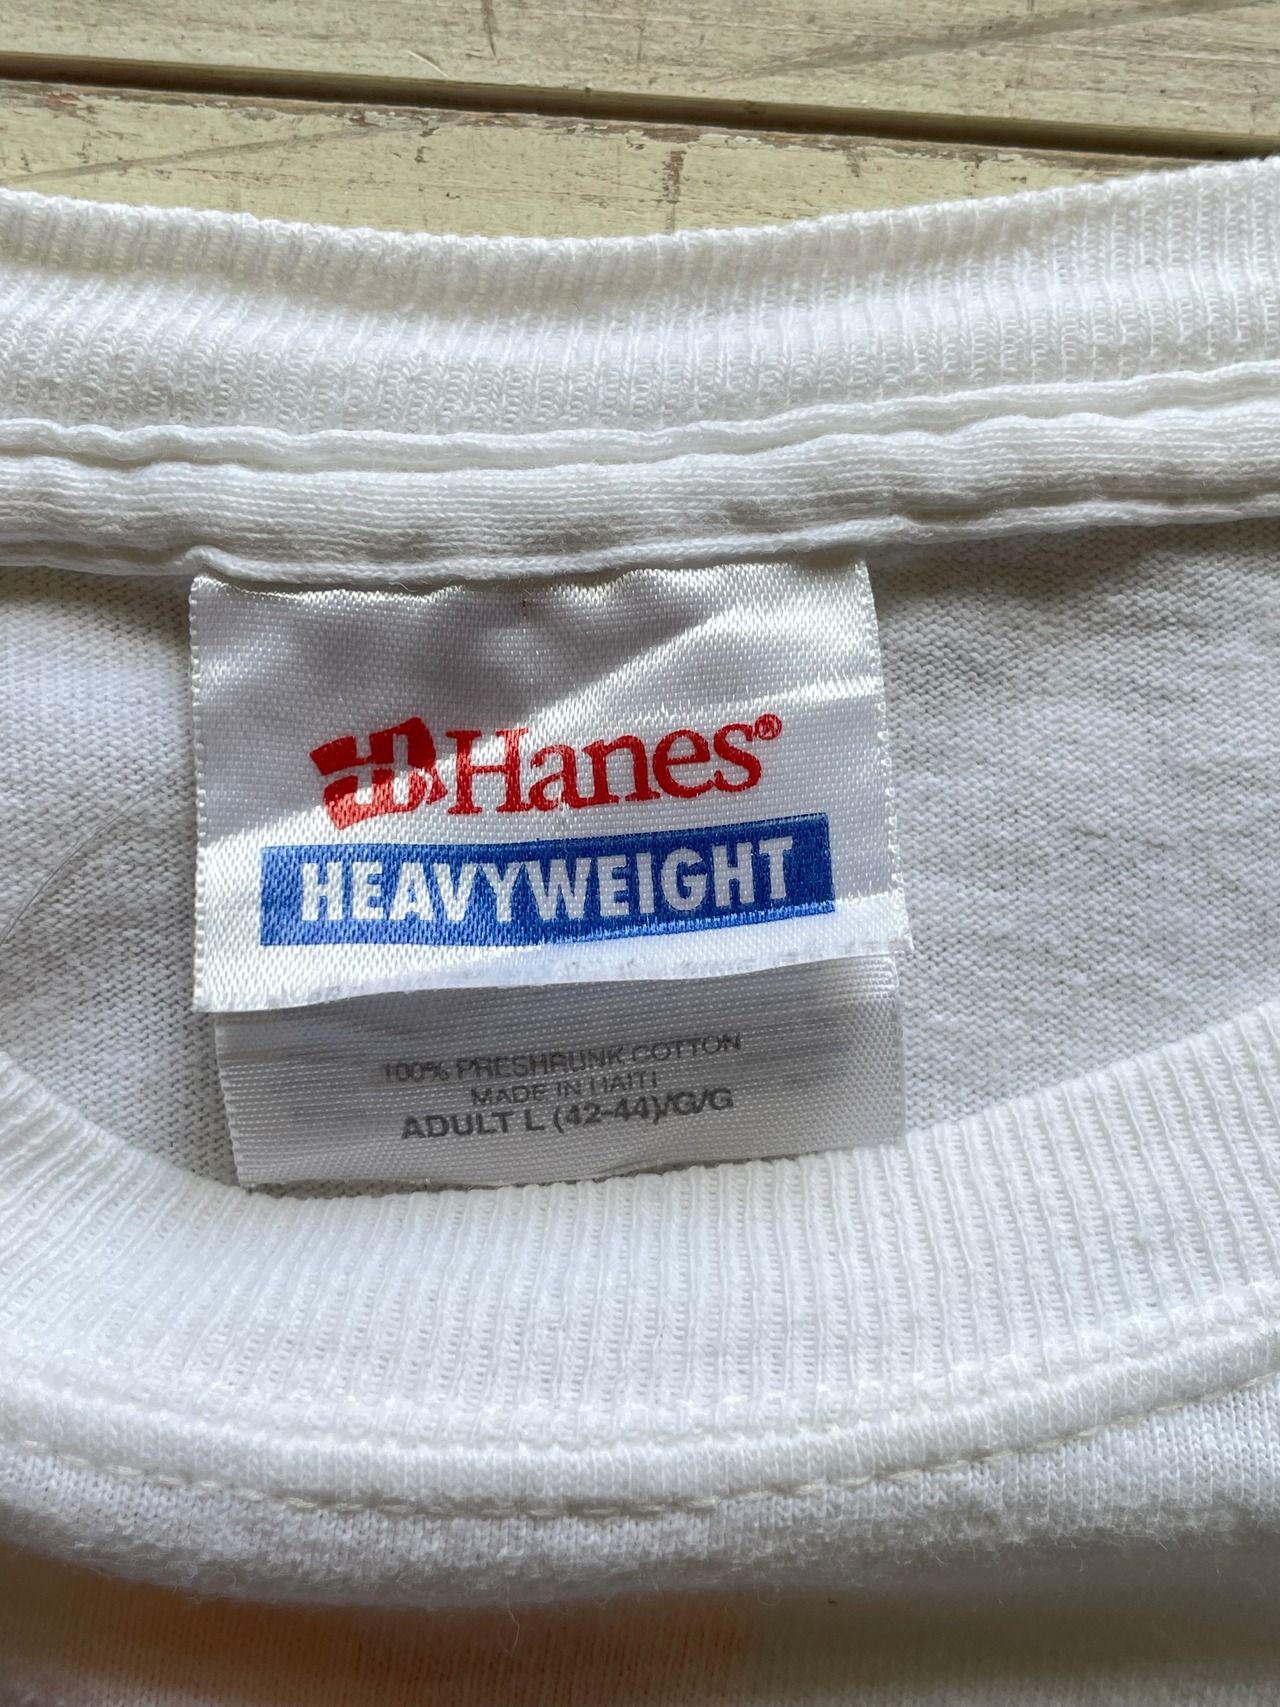 Hanes®
HEAVYWEIGHT
100% PRESHRUNK COTTON
MADE IN HAITI
ADULT L (42-44)/G/G